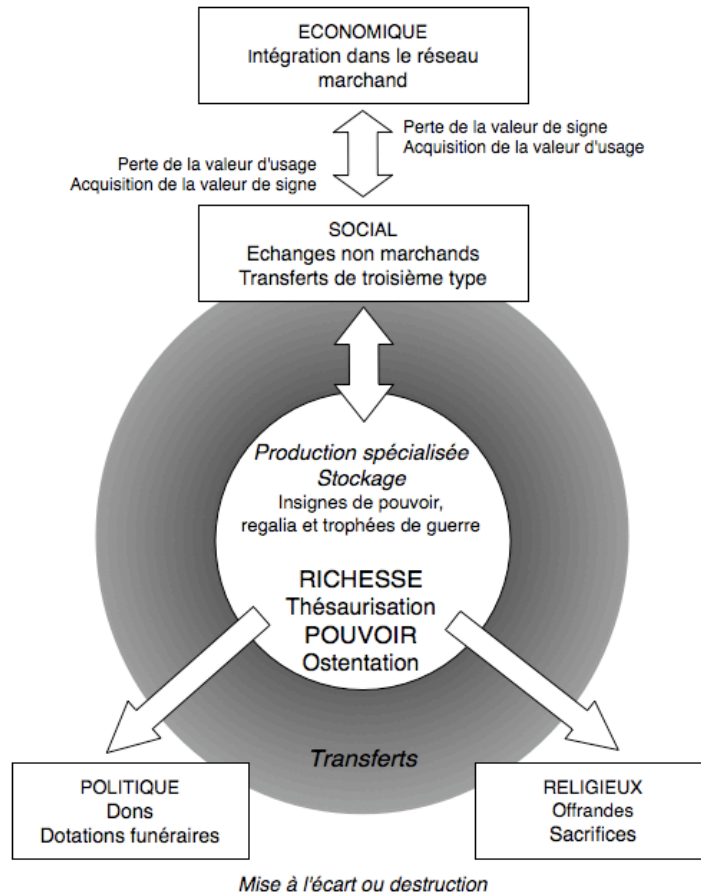 ECONOMIQUE
Intégration dans le réseau
marchand
Perte de la valeur de signe
Acquisition de la valeur d'usage
Perte de la valeur d'usage
Acquisition de la valeur de signe
SOCIAL
Echanges non marchands
Transferts de troisième type
Production spécialisée
Stockage
Insignes de pouvoir,
regalia et trophées de guerre
RICHESSE
Thésaurisation
POUVOIR
Ostentation
Transferts
POLITIQUE
Dons
Dotations funéraires
RELIGIEUX
Offrandes
Sacrifices
Mise à l'écart ou destruction